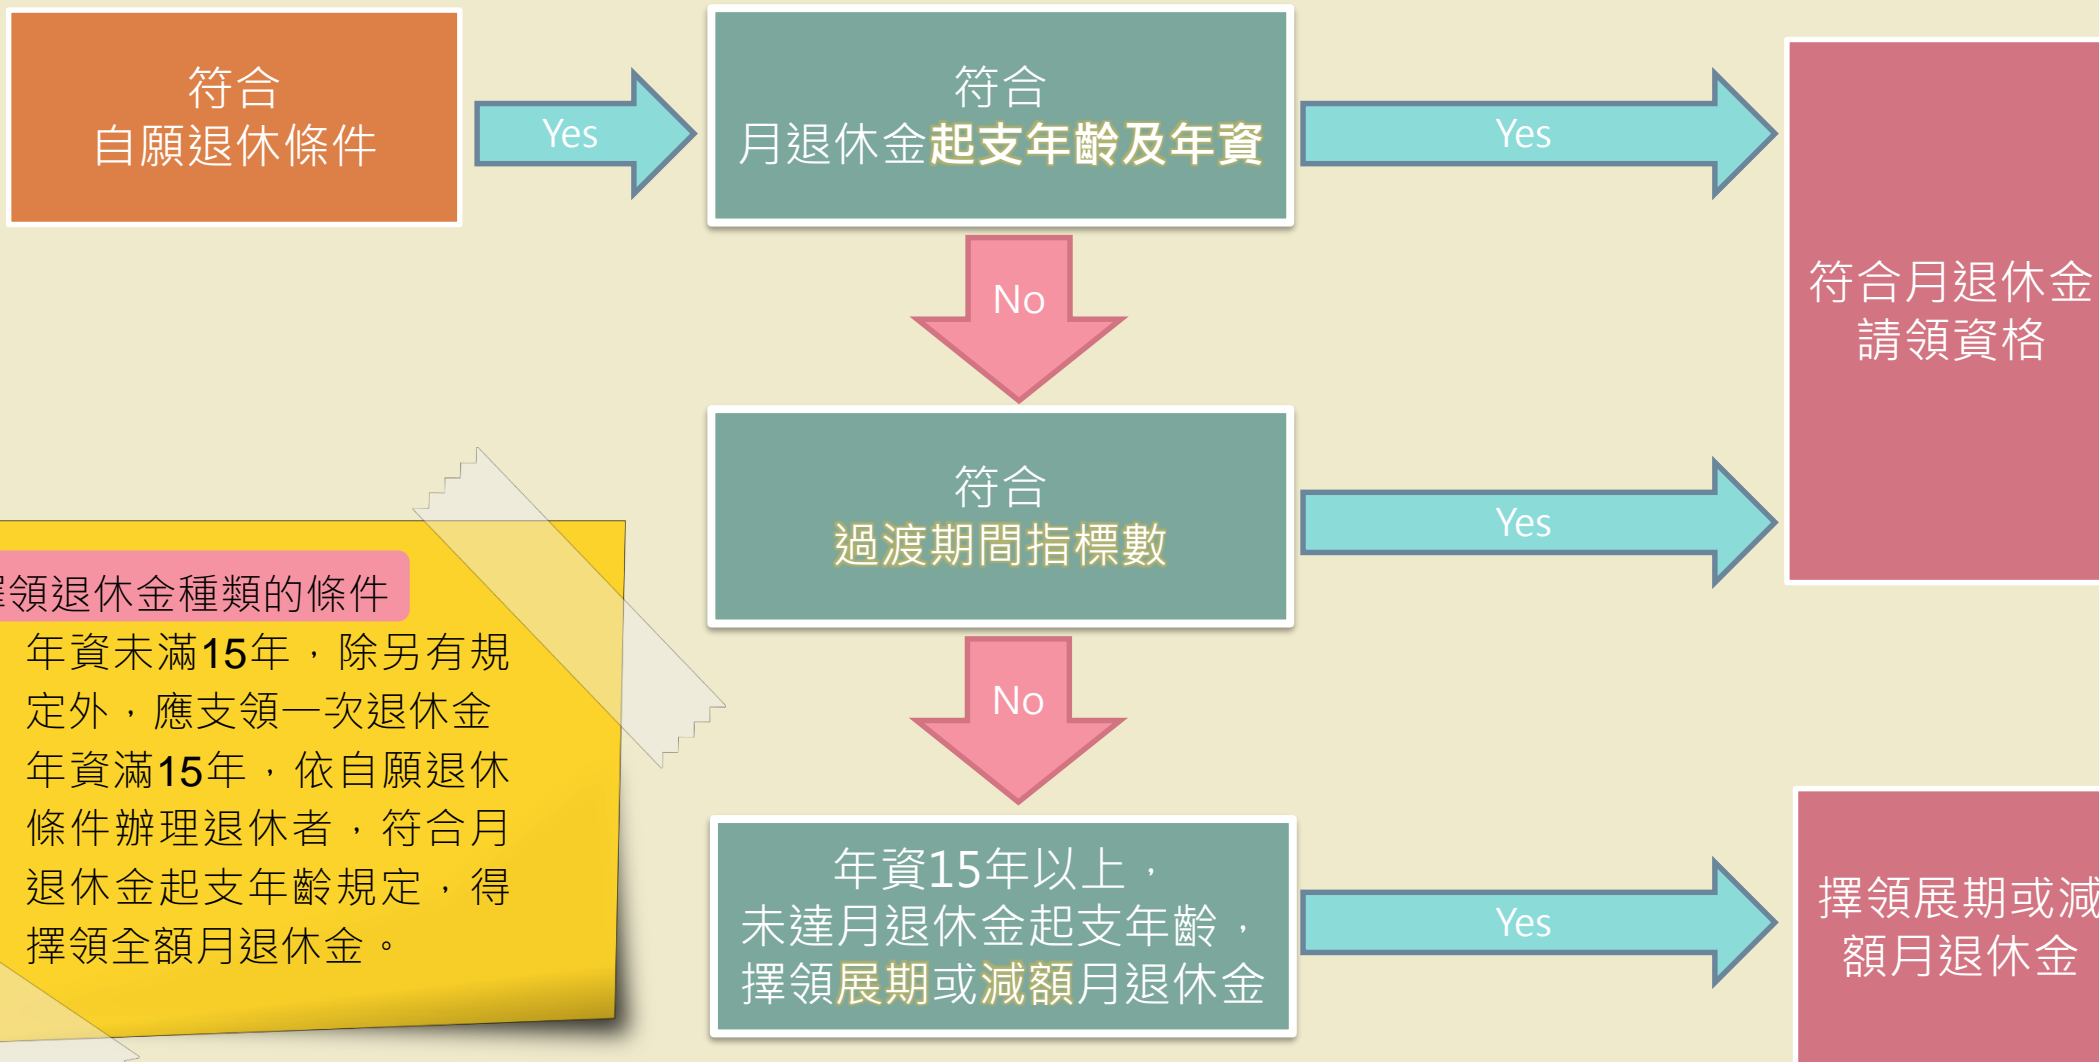 符合
自願退休條件
Yes
符合
月退休金起支年齡及年資
Yes
符合月退休金
請領資格
No
符合
過渡期間指標數
Yes
No
年資15年以上，
未達月退休金起支年齡，
擇領展期或減額月退休金
Yes
擇領展期或減
額月退休金
領退休金種類的條件
年資未滿15年，除另有規
定外，應支領一次退休金
年資滿15年，依自願退休
條件辦理退休者，符合月
退休金起支年齡規定，得
擇領全額月退休金。